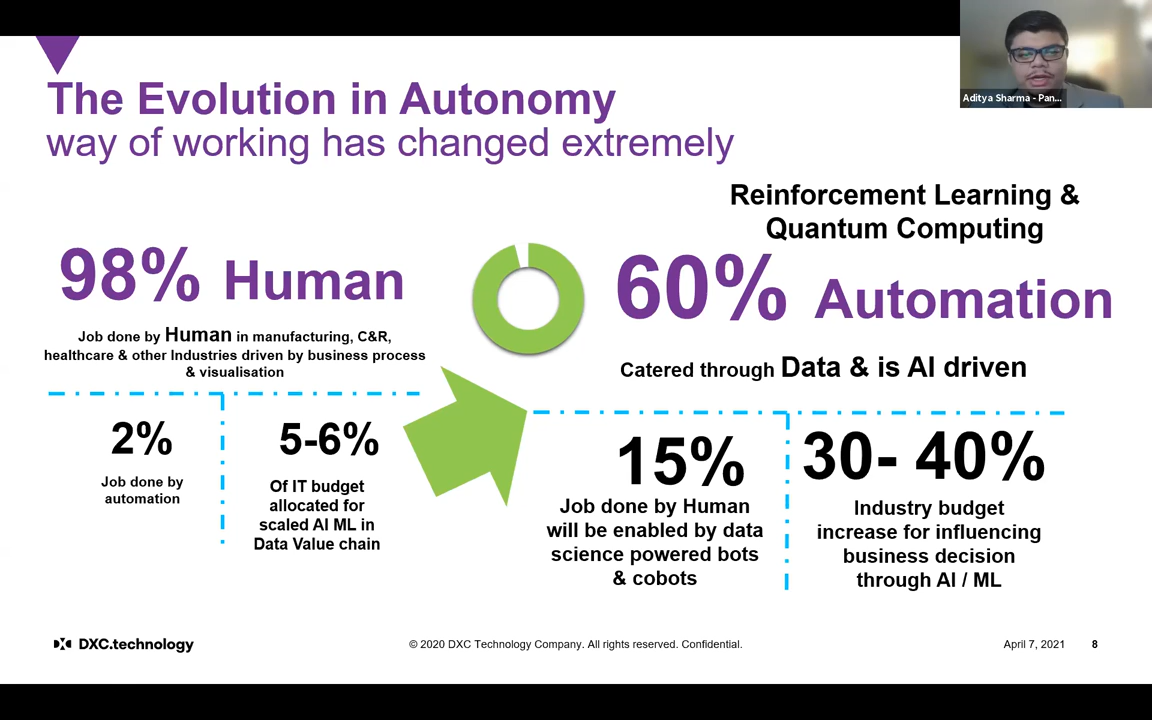 Aditya Sharma - Pan...
The Evolution in Autonomy
way of working has changed extremely
98% Human
Job done by Human in manufacturing, C&R,
healthcare & other Industries driven by business process
& visualisation
2%
Job done by
automation
5-6%
Of IT budget
allocated for
scaled AI ML in
Data Value chain
Reinforcement Learning &
Quantum Computing
60% Automation
Catered through Data & is AI driven
15%
Job done by Human
will be enabled by data
science powered bots
& cobots
30- 40%
Industry budget
increase for influencing
business decision
through AI / ML
DXC.technology
© 2020 DXC Technology Company. All rights reserved. Confidential.
April 7, 2021
8